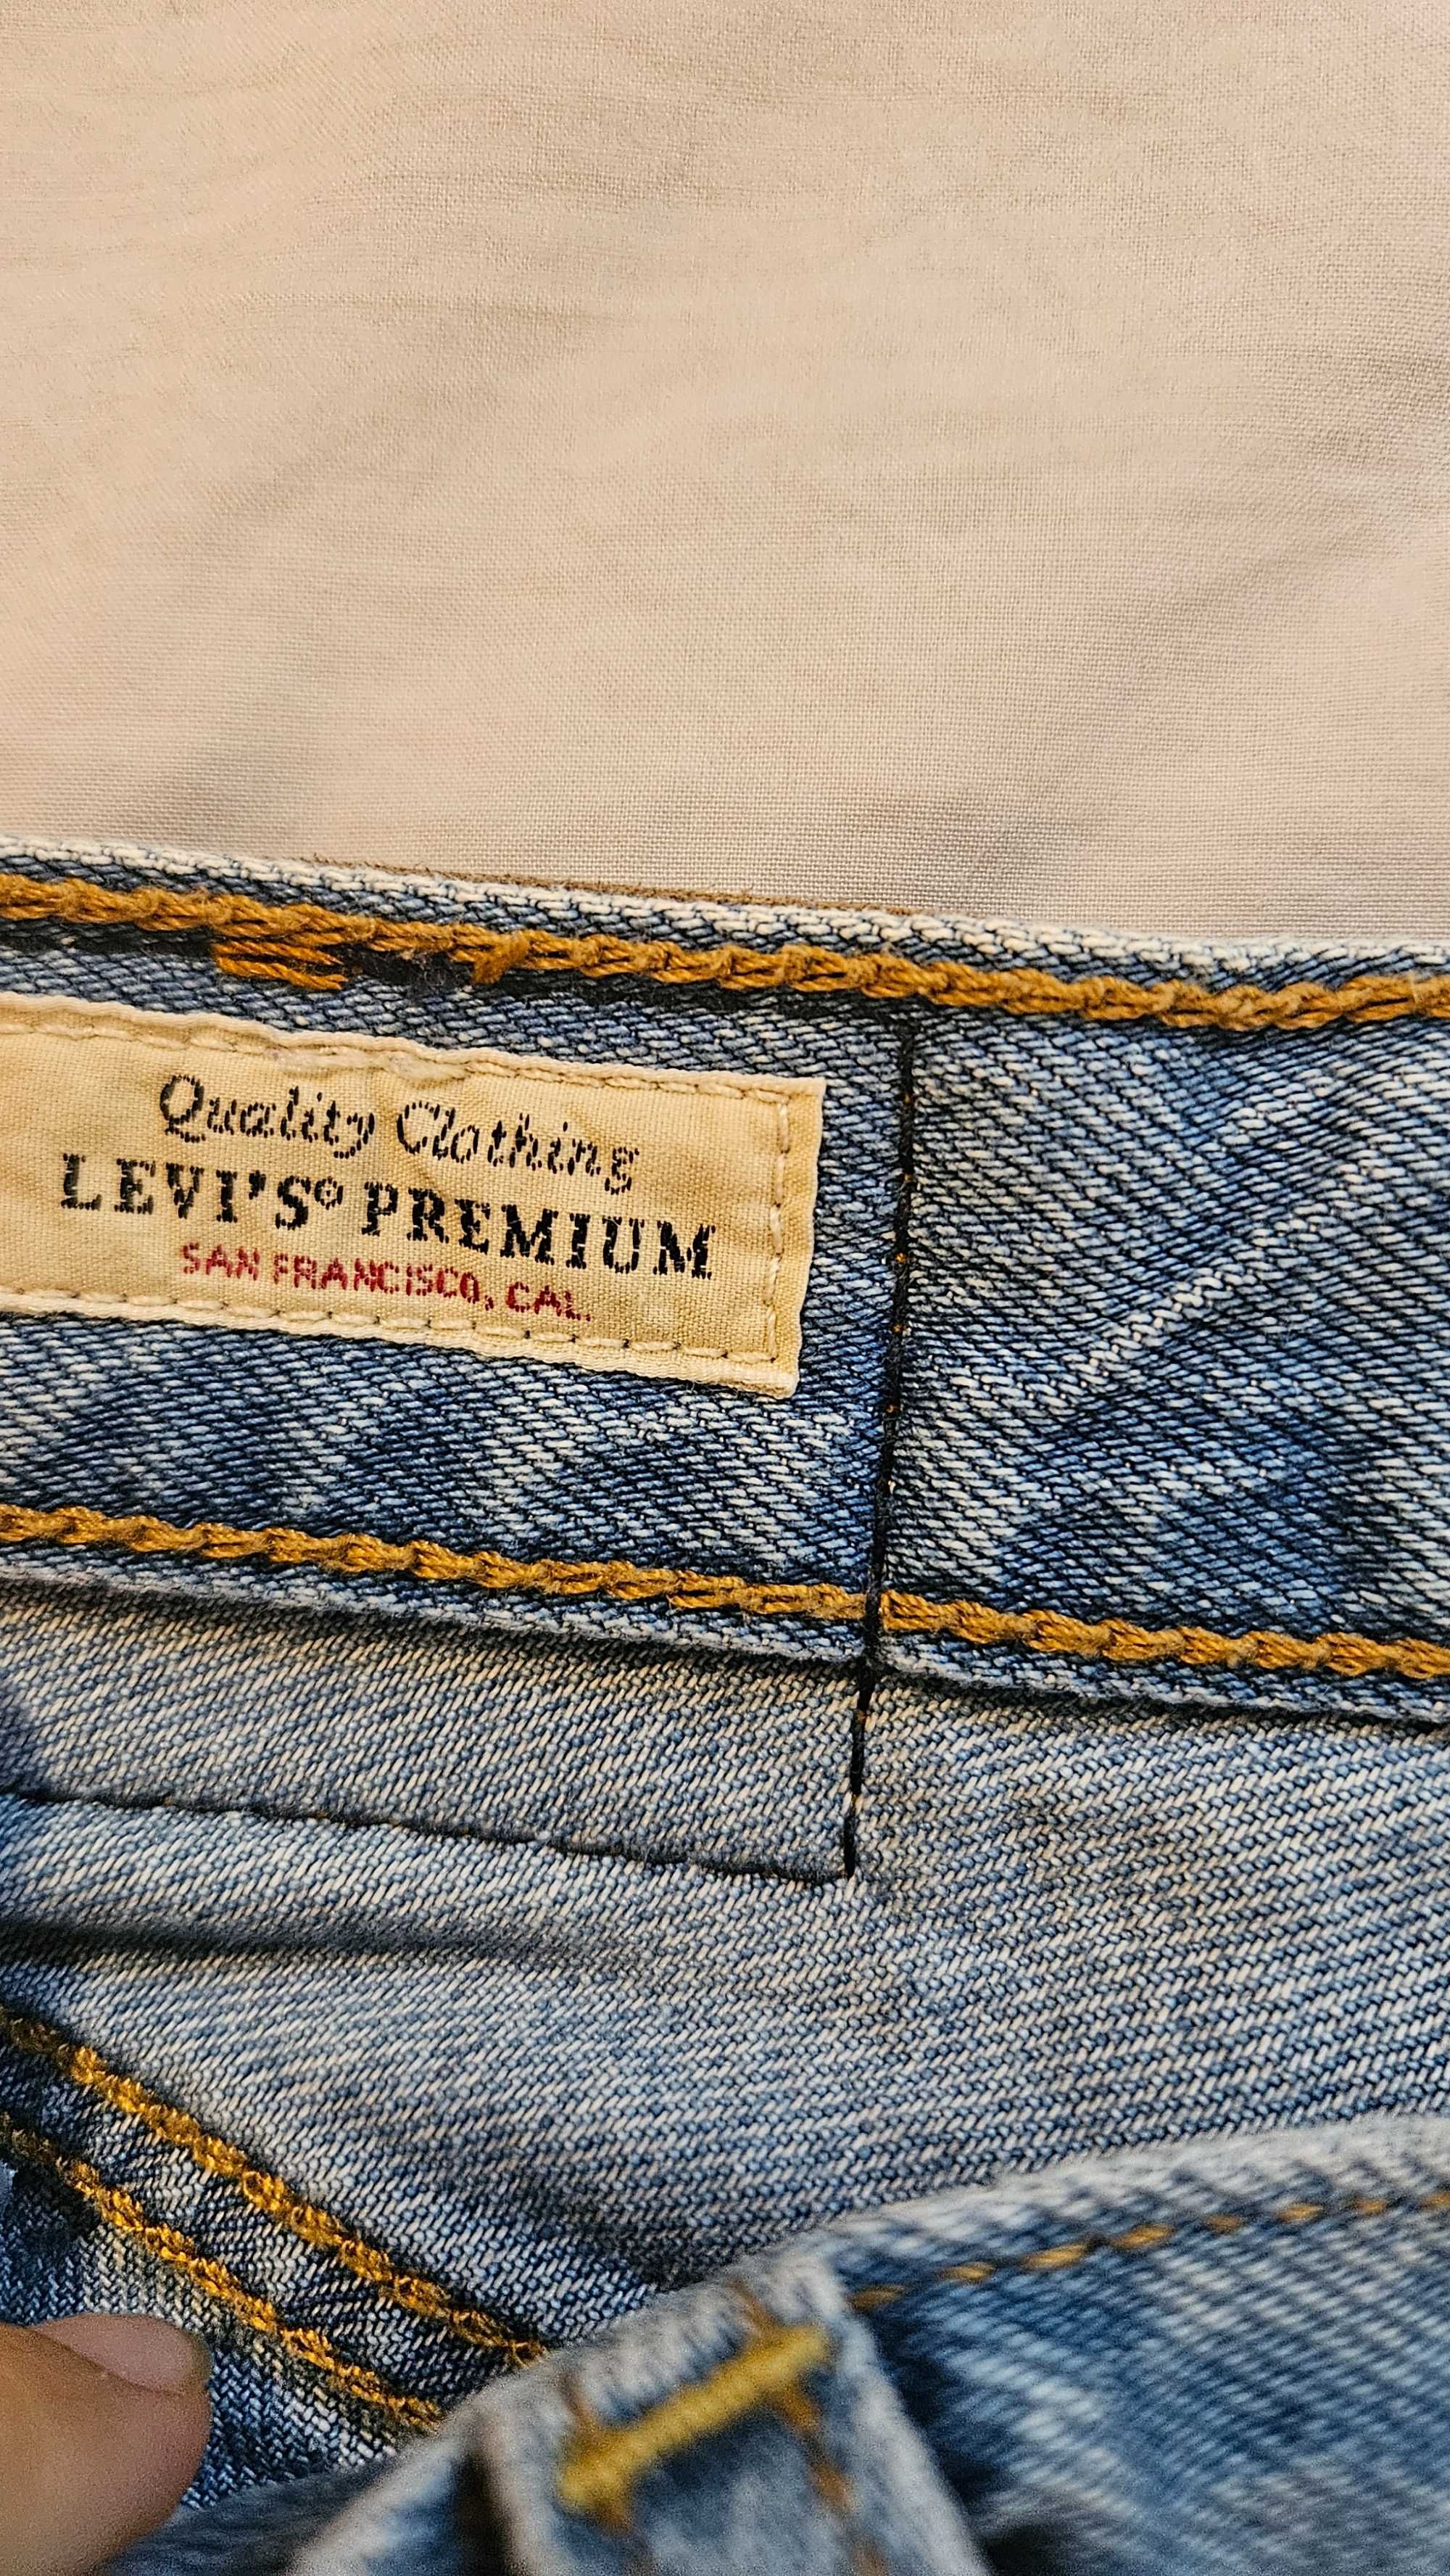 Quality Clothing
LEVI'S® PREMIUM
SAN FRANCISCO, CAL.